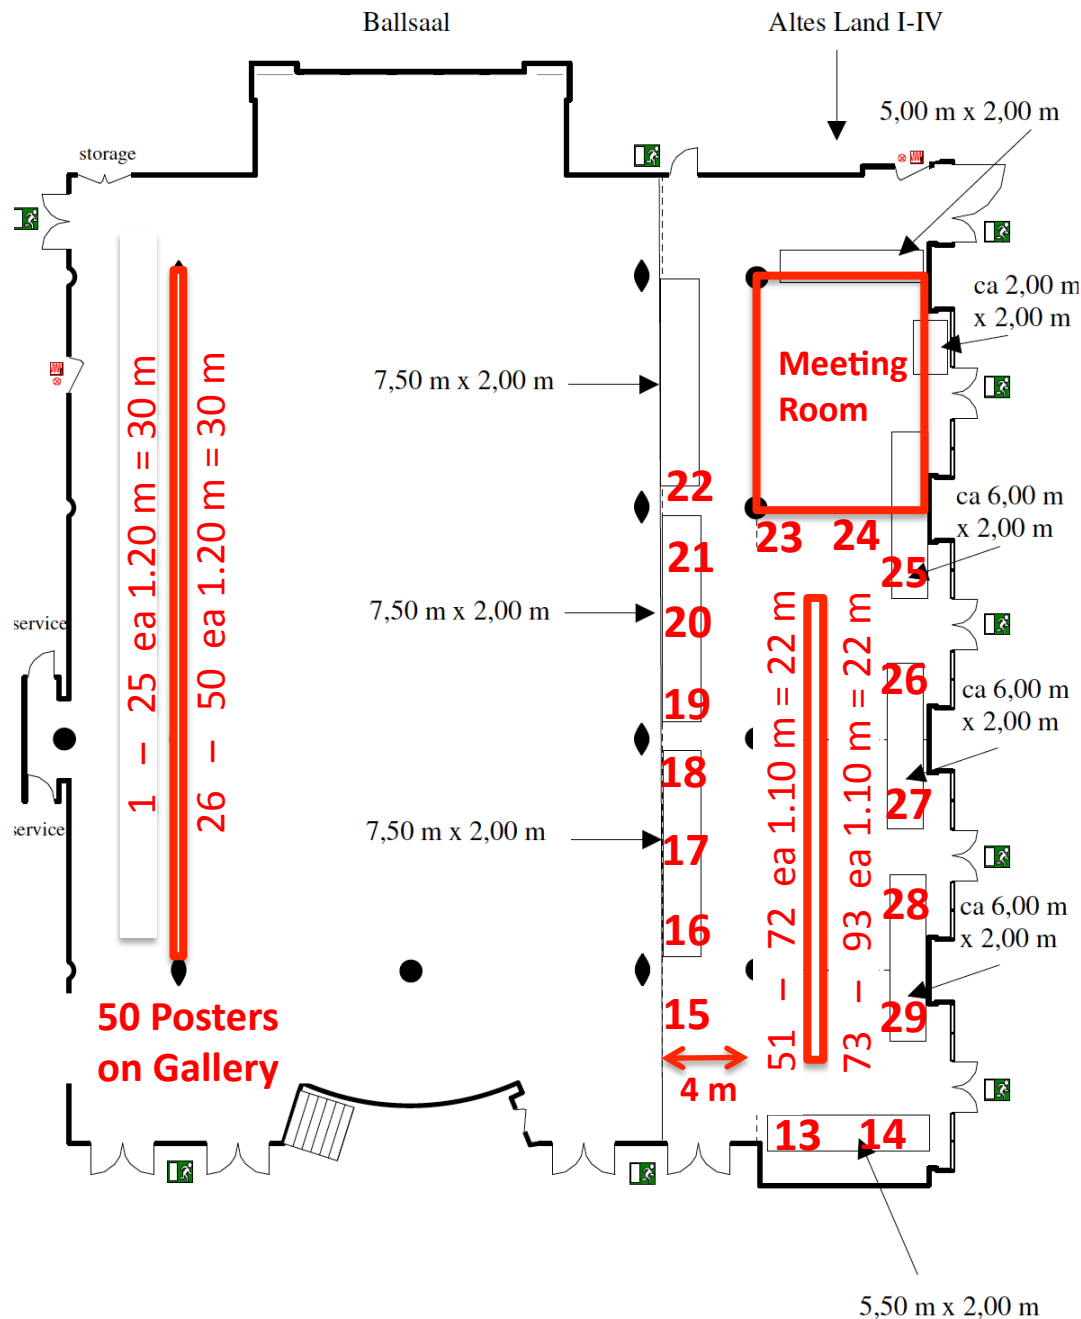 Ballsaal
Altes Land I-IV
5,00 m x 2,00 m
storage
ca 2,00 m
x 2,00 m
Meeting
Room
7,50 m x 2,00 m
1 – 25 ea 1.20 m = 30 m
26 – 50 ea 1.20 m = 30 m
22
ca 6,00 m
x 2,00 m
23
24
25
21
20
19
7,50 m x 2,00 m
service
service
51 – 72 ea 1.10 m = 22 m
73 – 93 ea 1.10 m = 22 m
26
27
ca 6,00 m
x 2,00 m
18
17
16
7,50 m x 2,00 m
28
29
ca 6,00 m
x 2,00 m
50 Posters
on Gallery
15
4 m
13
14
5,50 m x 2,00 m